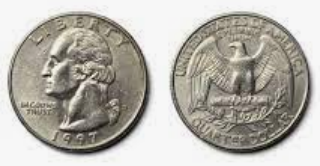 LIBERTY
IN GOD WE
TRUST
1997
UNITED STATES OF AMERICA
QUARTER DOLLAR